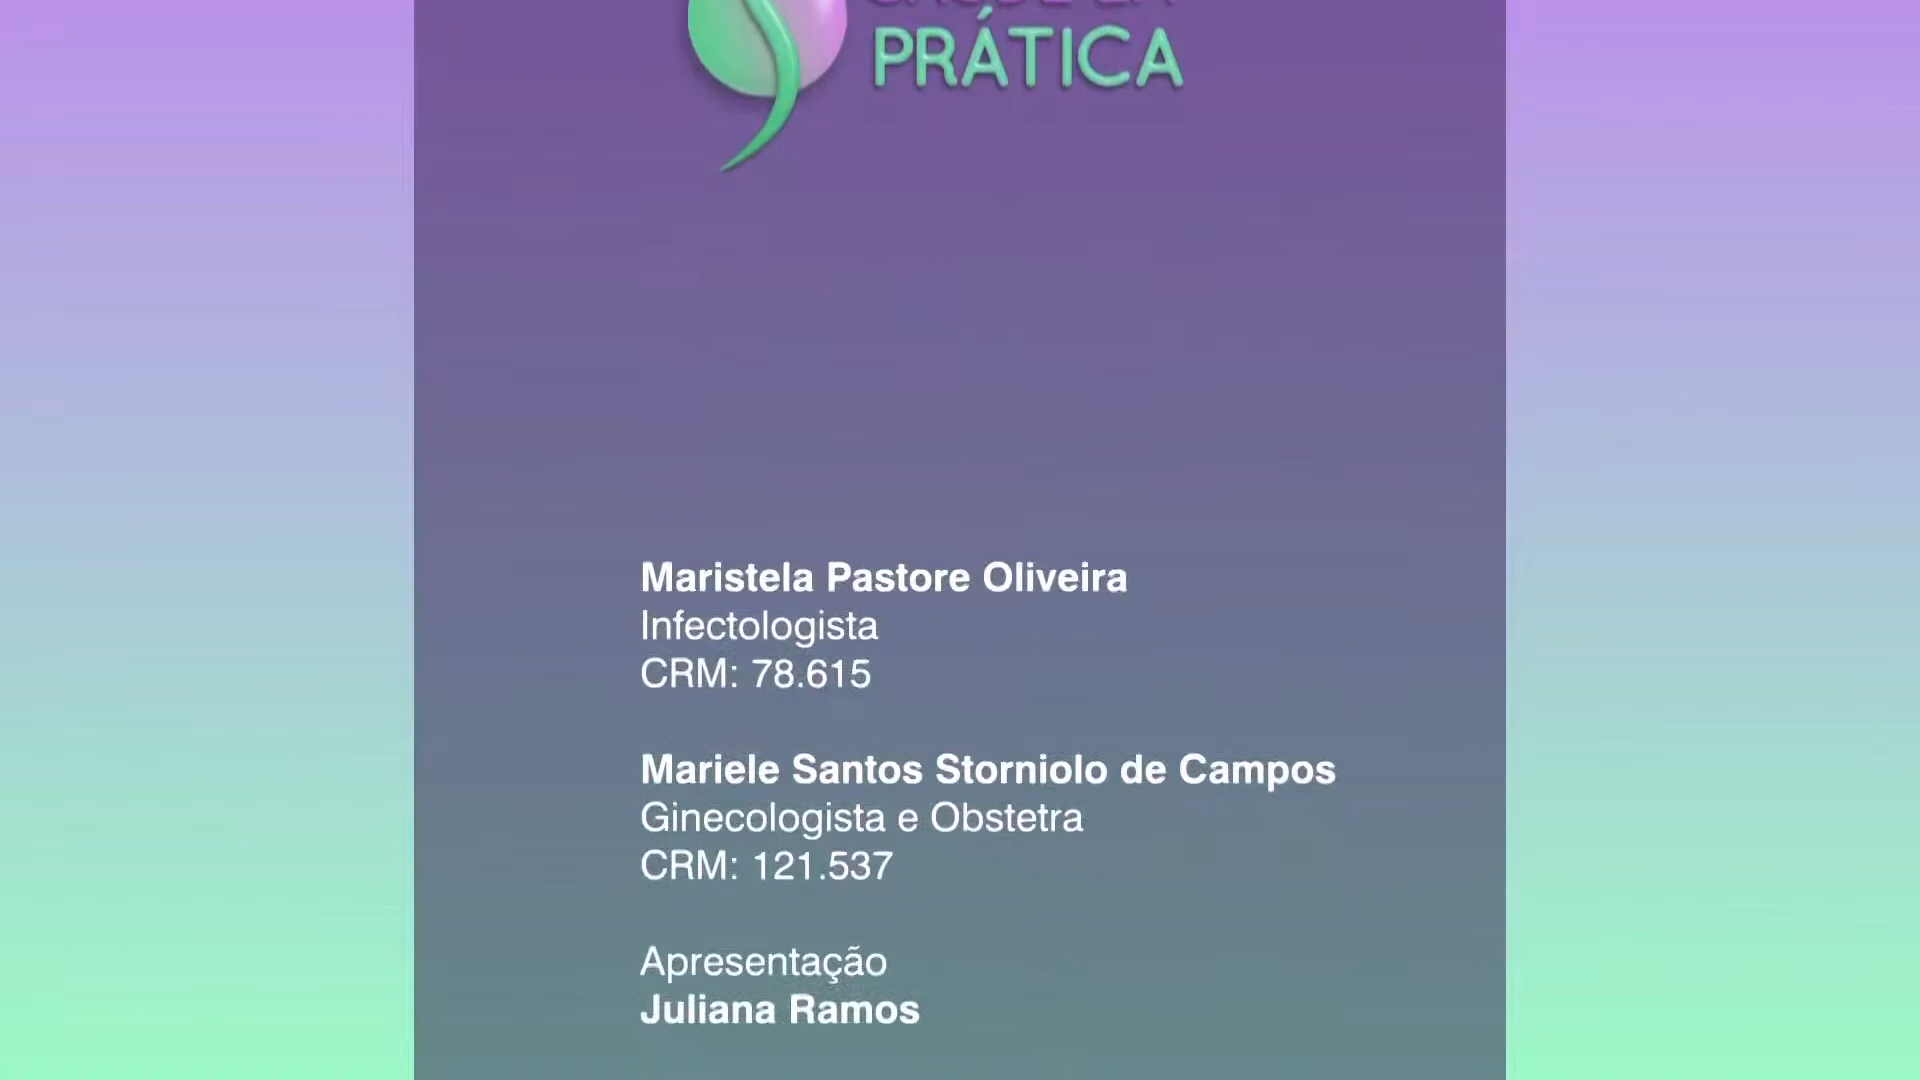 PRÁTICA
Maristela Pastore Oliveira
Infectologista
CRM: 78.615
Mariele Santos Storniolo de Campos
Ginecologista e Obstetra
CRM: 121.537
Apresentação
Juliana Ramos